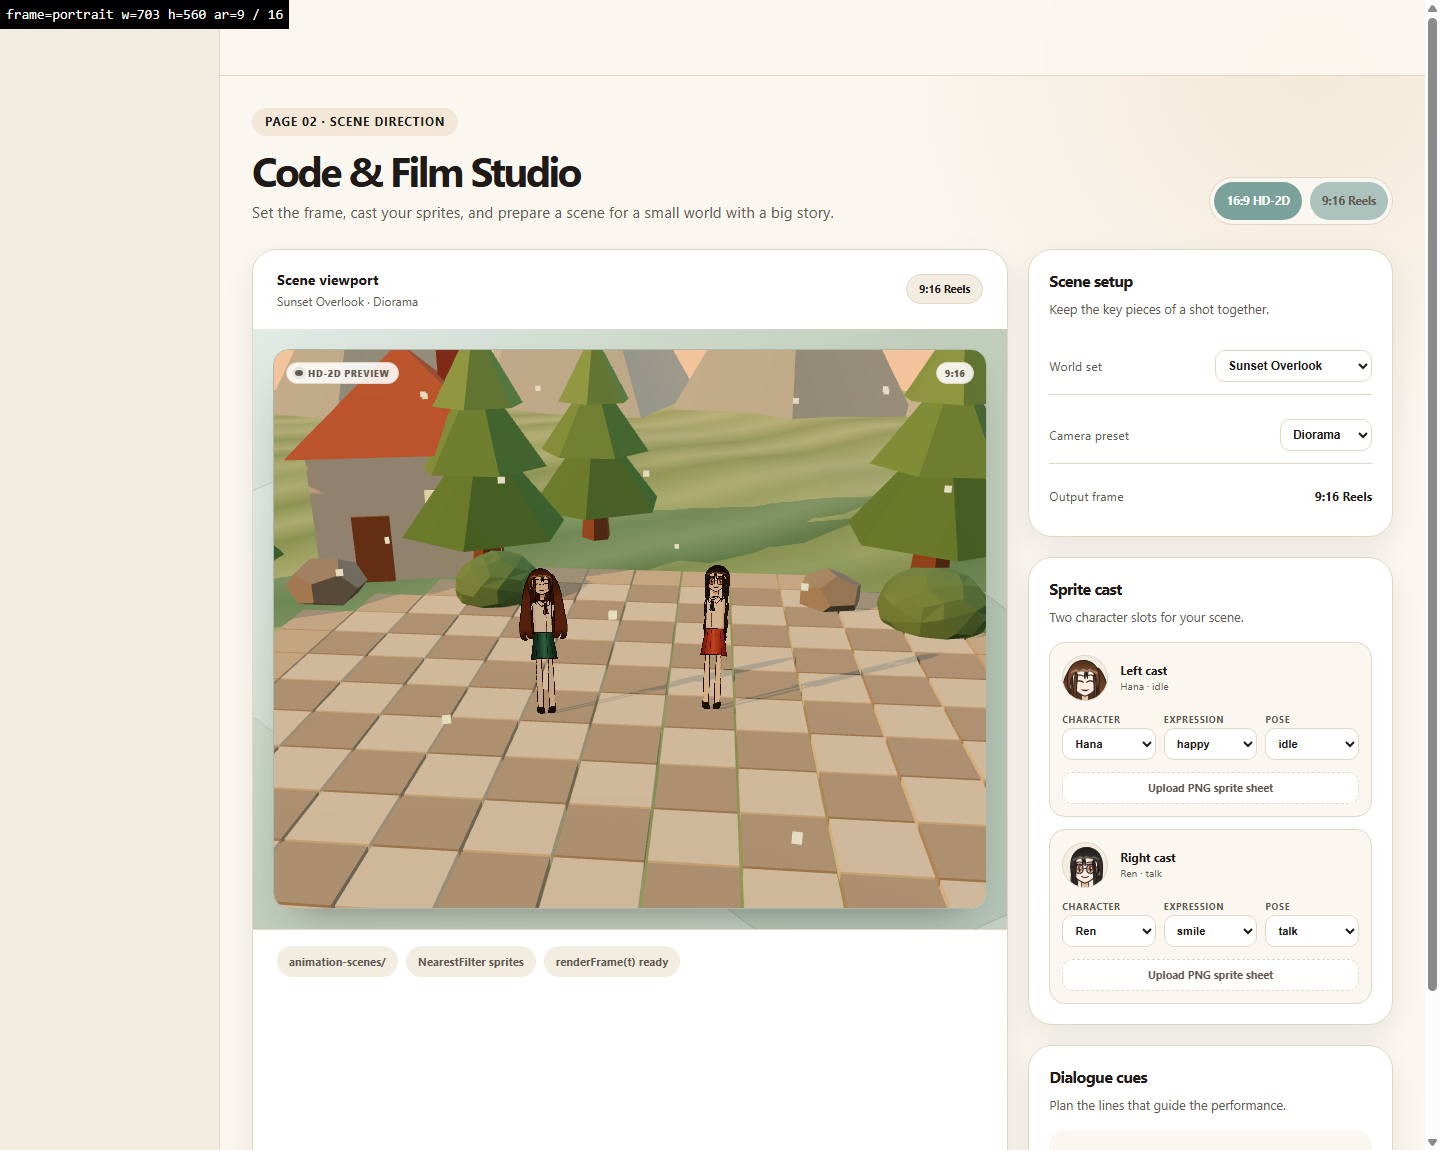 frame=portrait w=703 h=560 ar=9 / 16
PAGE 02 · SCENE DIRECTION
Code & Film Studio
Set the frame, cast your sprites, and prepare a scene for a small world with a big story.
16:9 HD-2D
9:16 Reels
Scene viewport
Sunset Overlook · Diorama
9:16 Reels
HD-2D PREVIEW
9:16
animation-scenes/
NearestFilter sprites
renderFrame(t) ready
Scene setup
Keep the key pieces of a shot together.
World set
Sunset Overlook
Camera preset
Diorama
Output frame
9:16 Reels
Sprite cast
Two character slots for your scene.
Left cast
Hana · idle
CHARACTER EXPRESSION POSE
Hana happy idle
Upload PNG sprite sheet
Right cast
Ren · talk
CHARACTER EXPRESSION POSE
Ren smile talk
Upload PNG sprite sheet
Dialogue cues
Plan the lines that guide the performance.